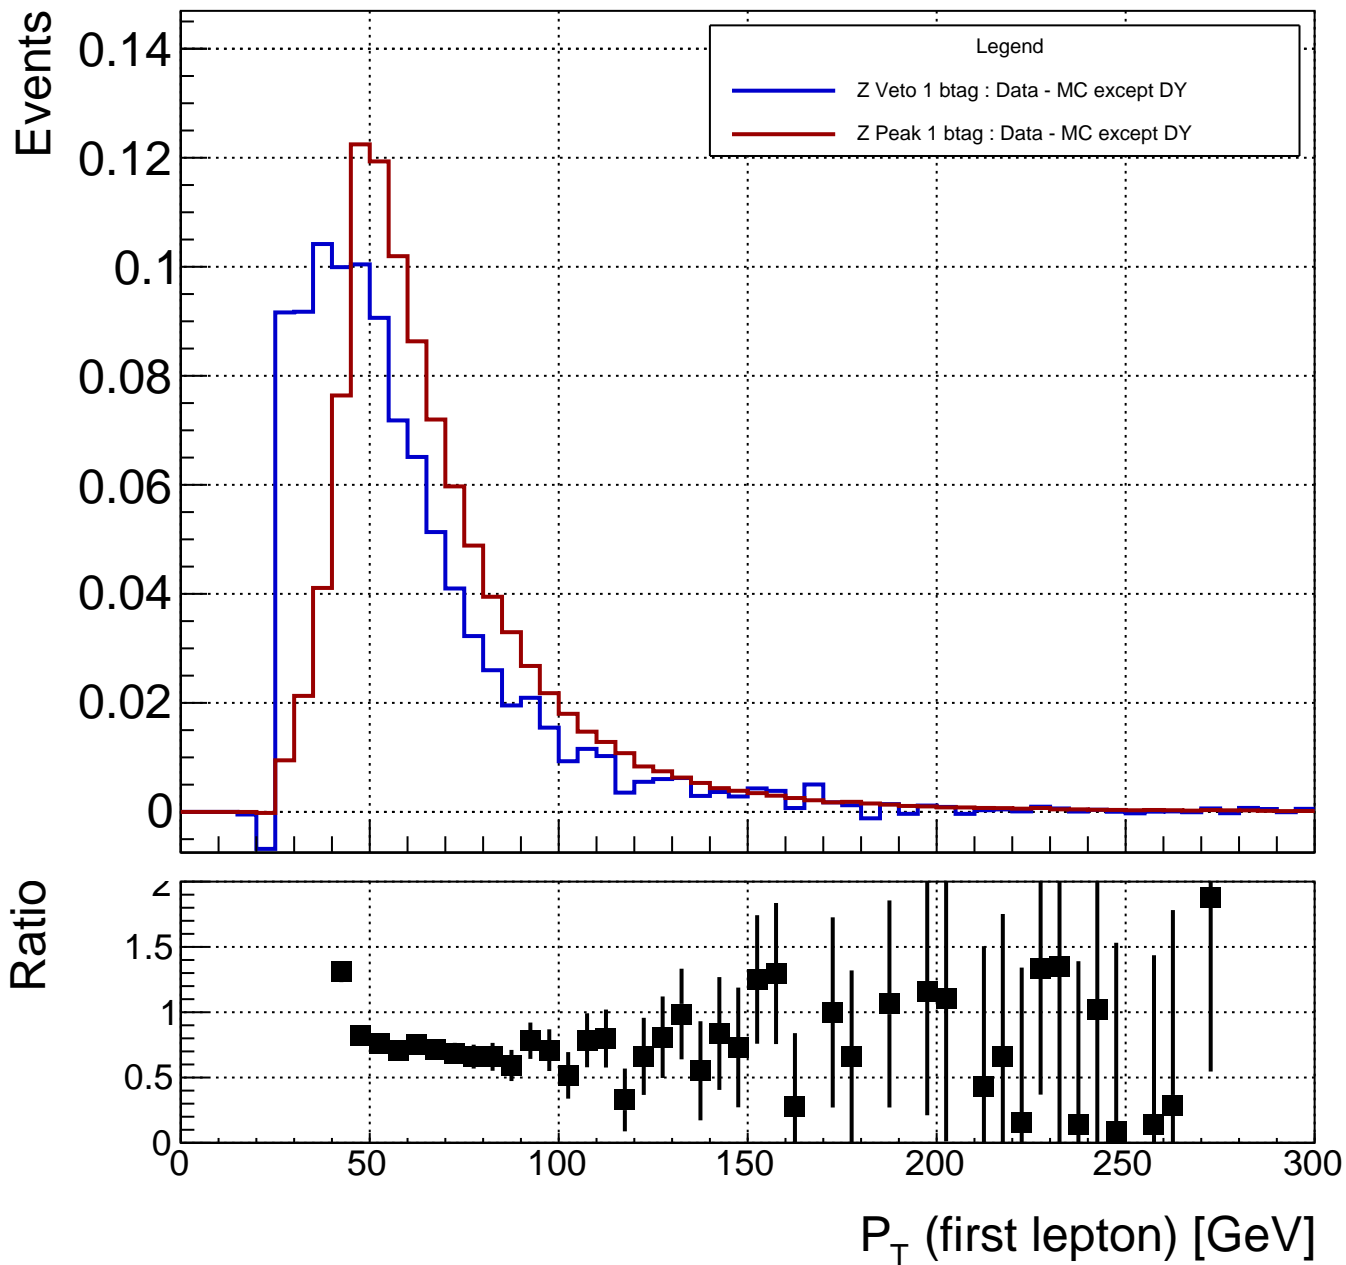 Events
0.14
0.12
0.1
0.08
0.06
0.04
0.02
0
Legend
Z Veto 1 btag : Data - MC except DY
Z Peak 1 btag : Data - MC except DY
Ratio
2
1.5
1
0.5
0
0 50 100 150 200 250 300
P_T (first lepton) [GeV]